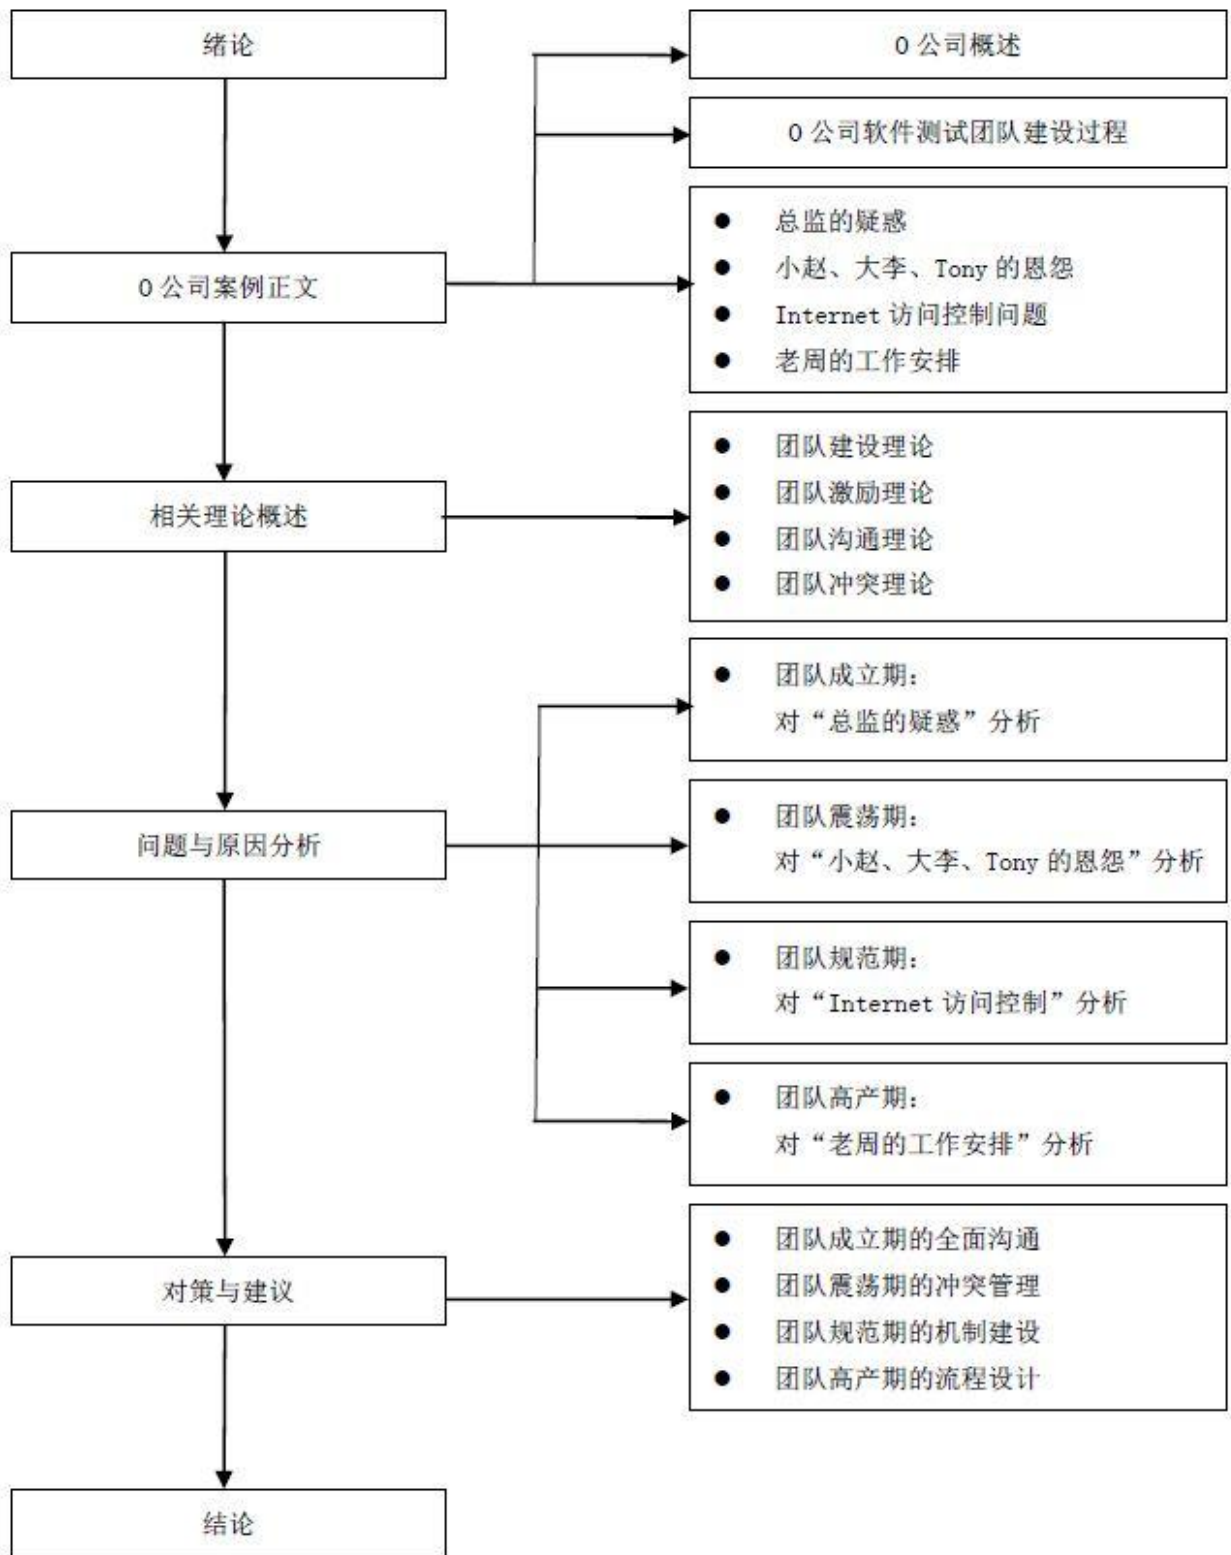 绪论
O 公司概述
O 公司软件测试团队建设过程
O 公司案例正文
● 总监的疑惑
● 小赵、大李、Tony 的恩怨
● Internet 访问控制问题
● 老周的工作安排
相关理论概述
● 团队建设理论
● 团队激励理论
● 团队沟通理论
● 团队冲突理论
问题与原因分析
● 团队成立期：
对“总监的疑惑”分析
● 团队震荡期：
对“小赵、大李、Tony 的恩怨”分析
● 团队规范期：
对“Internet 访问控制”分析
● 团队高产期：
对“老周的工作安排”分析
对策与建议
● 团队成立期的全面沟通
● 团队震荡期的冲突管理
● 团队规范期的机制建设
● 团队高产期的流程设计
结论